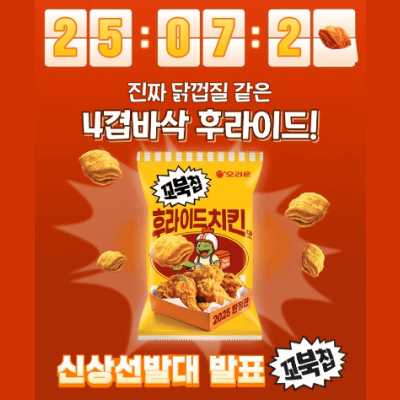 25:07:2
진짜 닭껍질 같은
4겹바삭 후라이드!
오리온
꼬북칩
후라이드치킨맛
2025 한정판
신상선발대 발표 꼬북칩